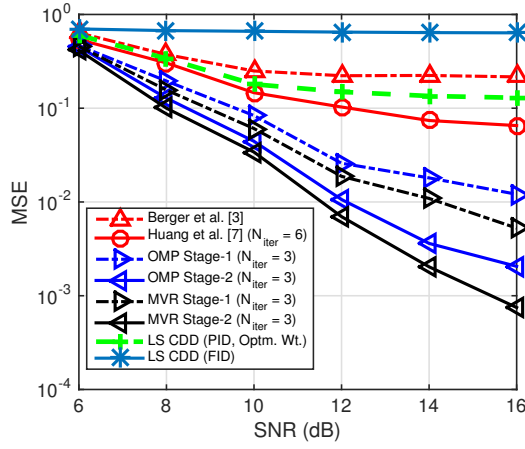 10^0
10^-1
10^-2
10^-3
10^-4
MSE
Berger et al. [3]
Huang et al. [7] (N_iter = 6)
OMP Stage-1 (N_iter = 3)
OMP Stage-2 (N_iter = 3)
MVR Stage-1 (N_iter = 3)
MVR Stage-2 (N_iter = 3)
LS CDD (PID, Optm. Wt.)
LS CDD (FID)
6 8 10 12 14 16
SNR (dB)